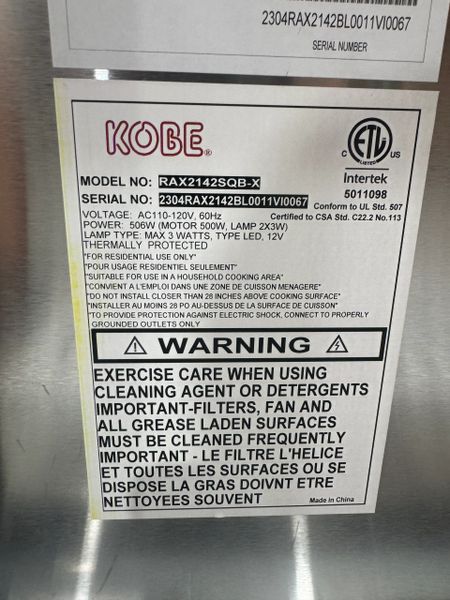 2304RAX2142BL0011VI0067
SERIAL NUMBER
KOBE®
C ETL US
LISTED
Intertek
5011098
MODEL NO: RAX2142SQB-X
SERIAL NO: 2304RAX2142BL0011VI0067
Conform to UL Std. 507
VOLTAGE: AC110-120V, 60Hz
Certified to CSA Std. C22.2 No.113
POWER: 506W (MOTOR 500W, LAMP 2X3W)
LAMP TYPE: MAX 3 WATTS, TYPE LED, 12V
THERMALLY PROTECTED
"FOR RESIDENTIAL USE ONLY"
"POUR USAGE RESIDENTIEL SEULEMENT"
"SUITABLE FOR USE IN A HOUSEHOLD COOKING AREA"
"CONVIENT A L'EMPLOI DANS UNE ZONE DE CUISSON MENAGERE"
"DO NOT INSTALL CLOSER THAN 28 INCHES ABOVE COOKING SURFACE"
"INSTALLER AU MOINS 28 PO AU-DESSUS DE LA SURFACE DE CUISSON"
"TO PROVIDE PROTECTION AGAINST ELECTRIC SHOCK, CONNECT TO PROPERLY
GROUNDED OUTLETS ONLY
WARNING
EXERCISE CARE WHEN USING
CLEANING AGENT OR DETERGENTS
IMPORTANT-FILTERS, FAN AND
ALL GREASE LADEN SURFACES
MUST BE CLEANED FREQUENTLY
IMPORTANT - LE FILTRE L'HELICE
ET TOUTES LES SURFACES OU SE
DISPOSE LA GRAS DOIVNT ETRE
NETTOYEES SOUVENT
Made in China